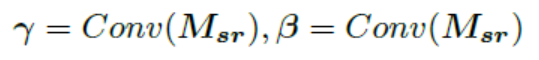 γ = Conv(M_sr), β = Conv(M_sr)